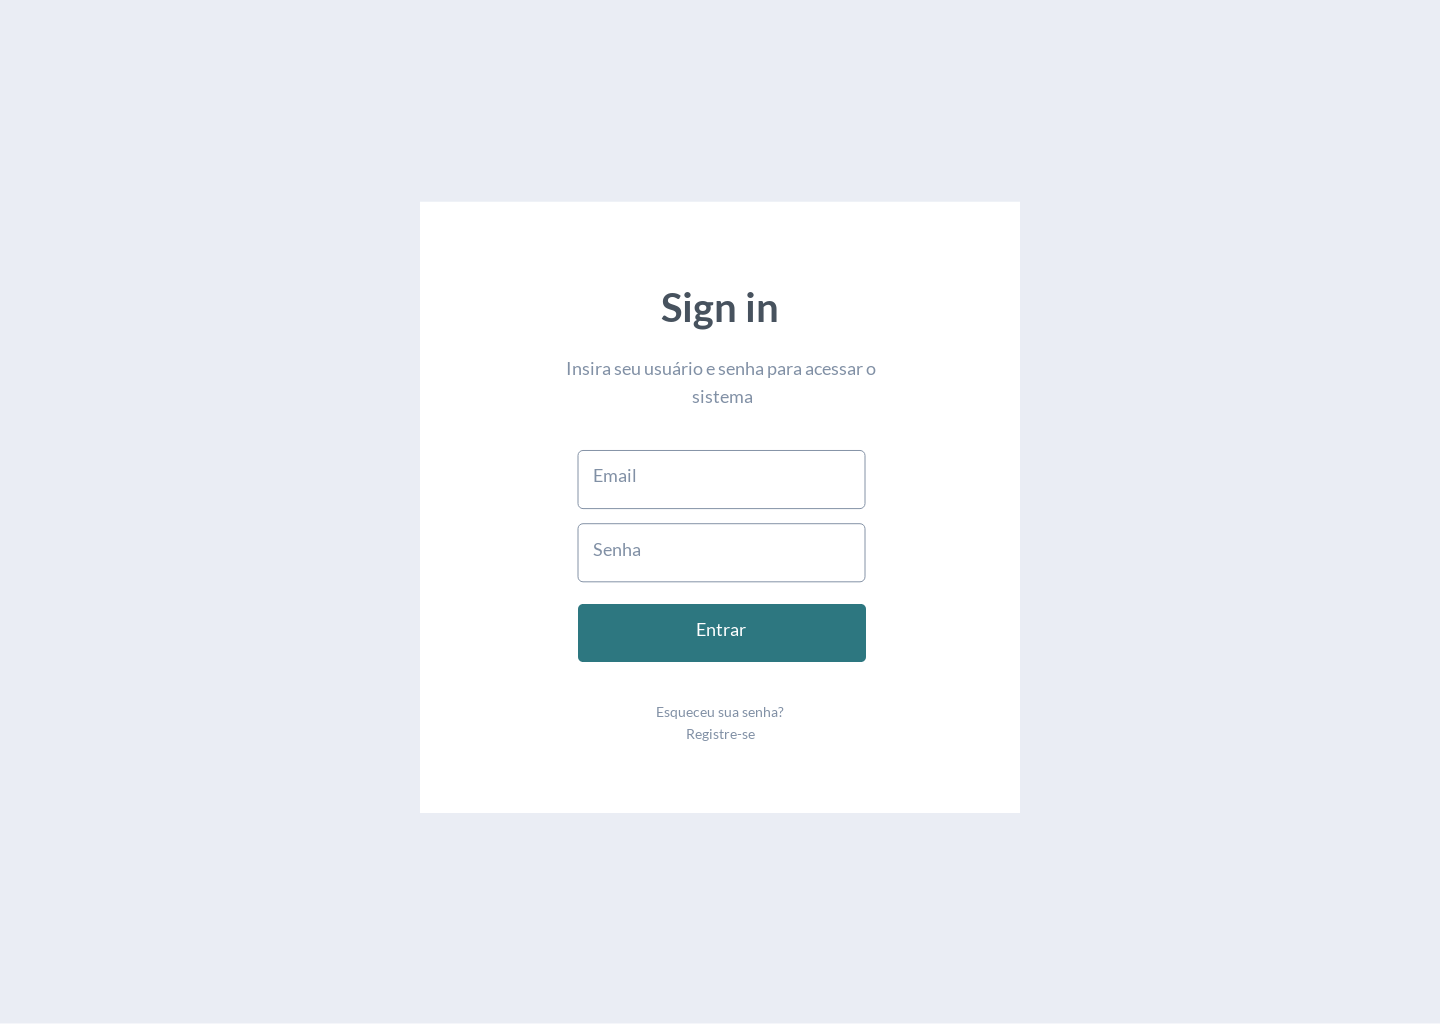 Sign in
Insira seu usuário e senha para acessar o
sistema
Email
Senha
Entrar
Esqueceu sua senha?
Registre-se